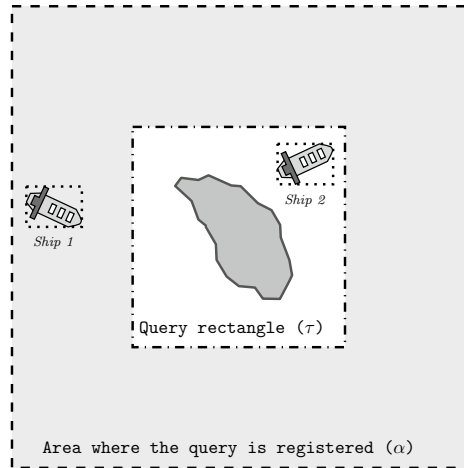 Ship 2
Ship 1
Query rectangle (τ)
Area where the query is registered (α)